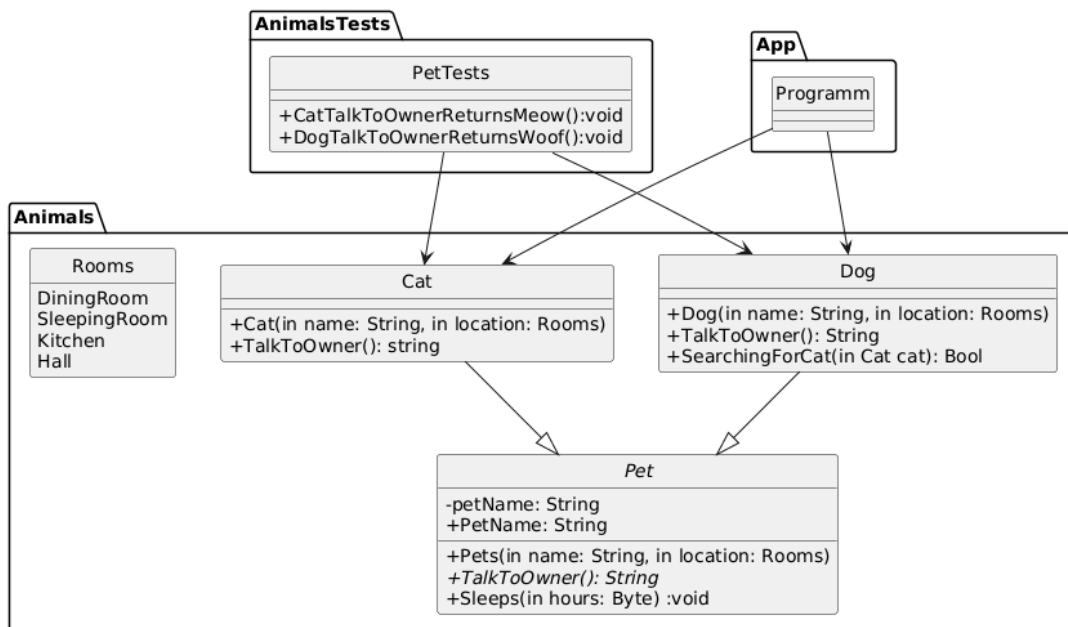 AnimalsTests
PetTests
+CatTalkToOwnerReturnsMeow():void
+DogTalkToOwnerReturnsWoof():void
App
Programm
Animals
Rooms
DiningRoom
SleepingRoom
Kitchen
Hall
Cat
+Cat(in name: String, in location: Rooms)
+TalkToOwner(): string
Dog
+Dog(in name: String, in location: Rooms)
+TalkToOwner(): String
+SearchingForCat(in Cat cat): Bool
Pet
-petName: String
+PetName: String
+Pets(in name: String, in location: Rooms)
+TalkToOwner(): String
+Sleeps(in hours: Byte) :void